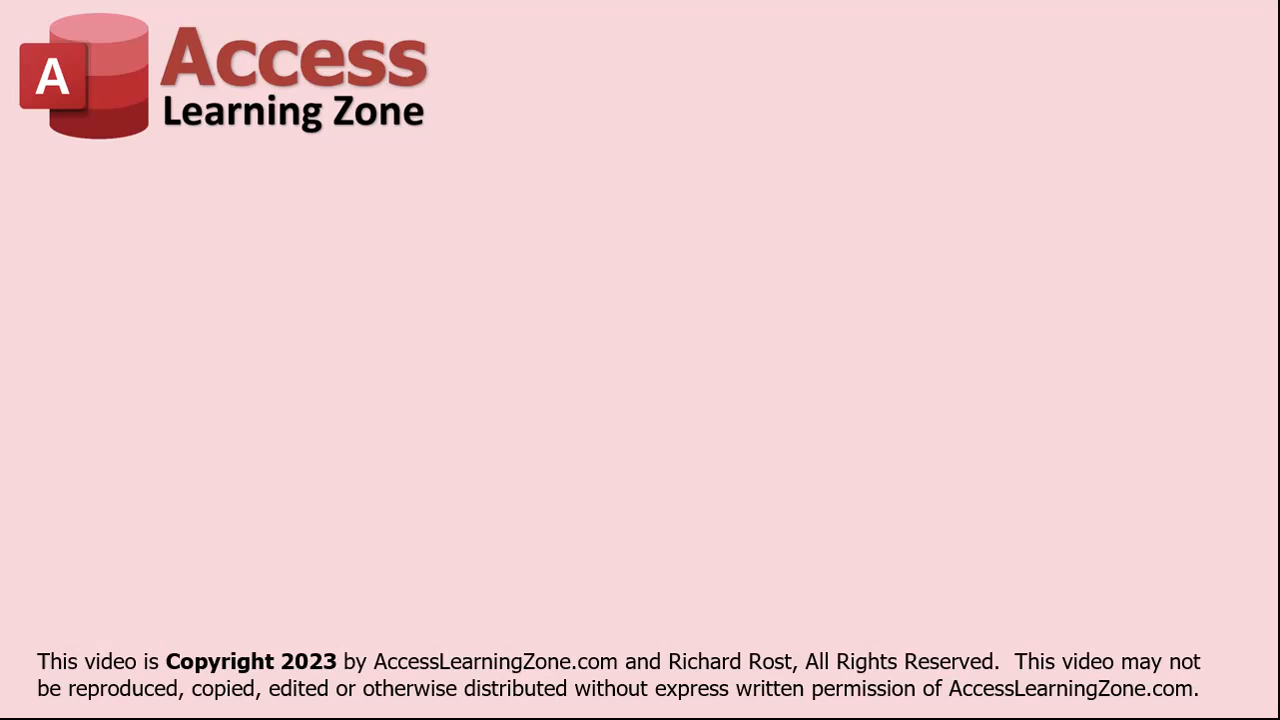 A
Access
Learning Zone
This video is Copyright 2023 by AccessLearningZone.com and Richard Rost, All Rights Reserved.  This video may not
be reproduced, copied, edited or otherwise distributed without express written permission of AccessLearningZone.com.